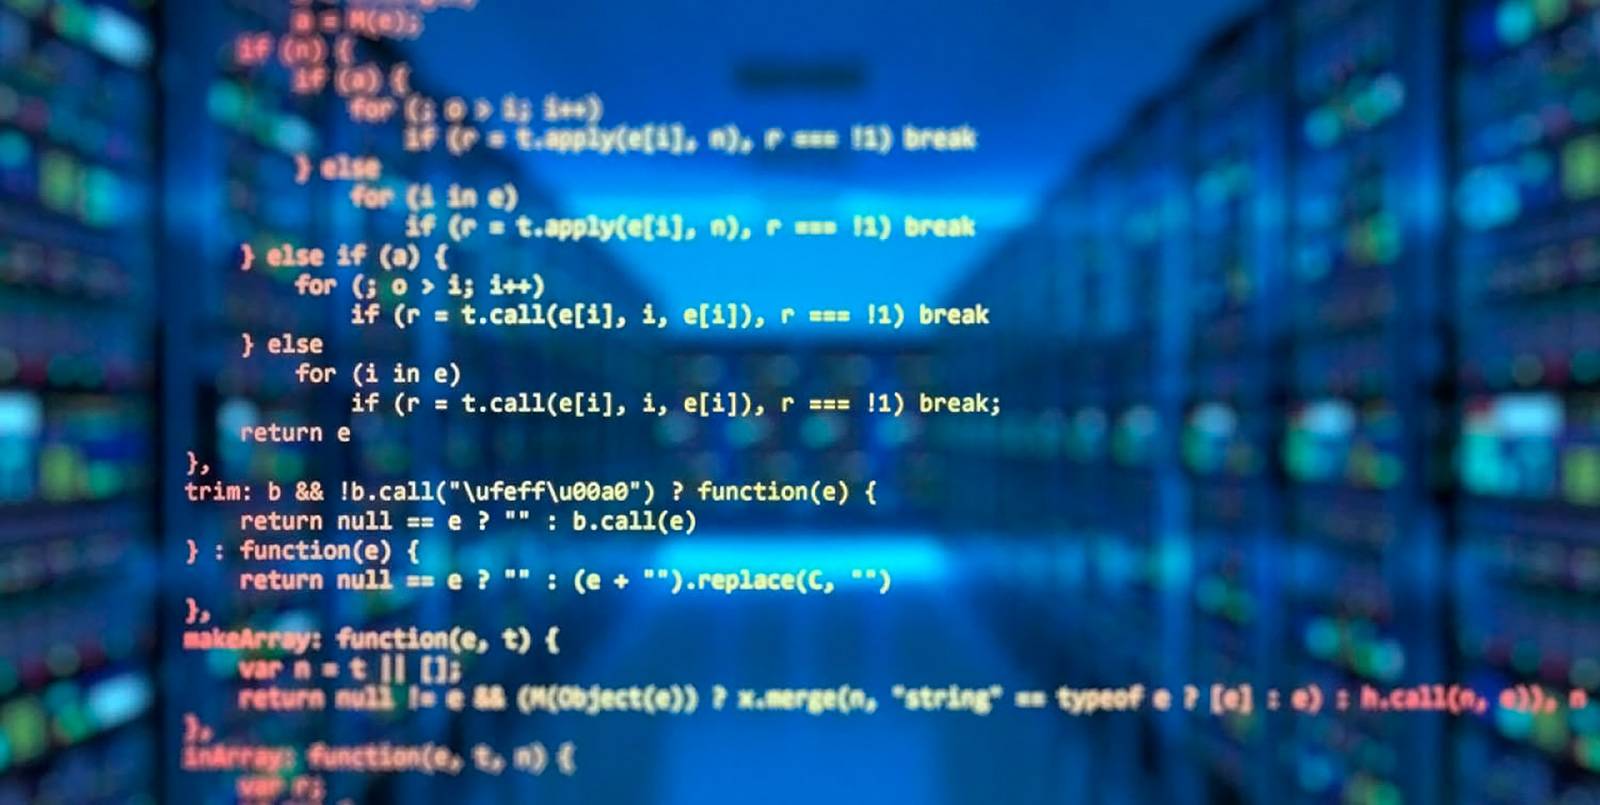 a = M(e);
if (n) {
if (a) {
for (; o > i; i++)
if (r = t.apply(e[i], n), r === !1) break
} else
for (i in e)
if (r = t.apply(e[i], n), r === !1) break
} else if (a) {
for (; o > i; i++)
if (r = t.call(e[i], i, e[i]), r === !1) break
} else
for (i in e)
if (r = t.call(e[i], i, e[i]), r === !1) break;
return e
},
trim: b && !b.call("\ufeff\u00a0") ? function(e) {
return null == e ? "" : b.call(e)
} : function(e) {
return null == e ? "" : (e + "").replace(C, "")
},
makeArray: function(e, t) {
var n = t || [];
return null != e && (M(Object(e)) ? x.merge(n, "string" == typeof e ? [e] : e) : h.call(n, e)), n
},
inArray: function(e, t, n) {
var r;